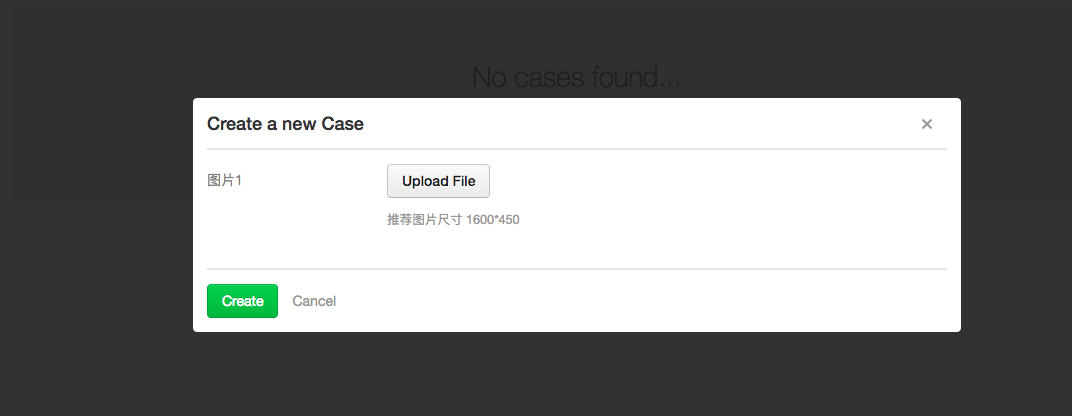 No cases found...
Create a new Case
×
图片1
Upload File
推荐图片尺寸 1600*450
Create
Cancel